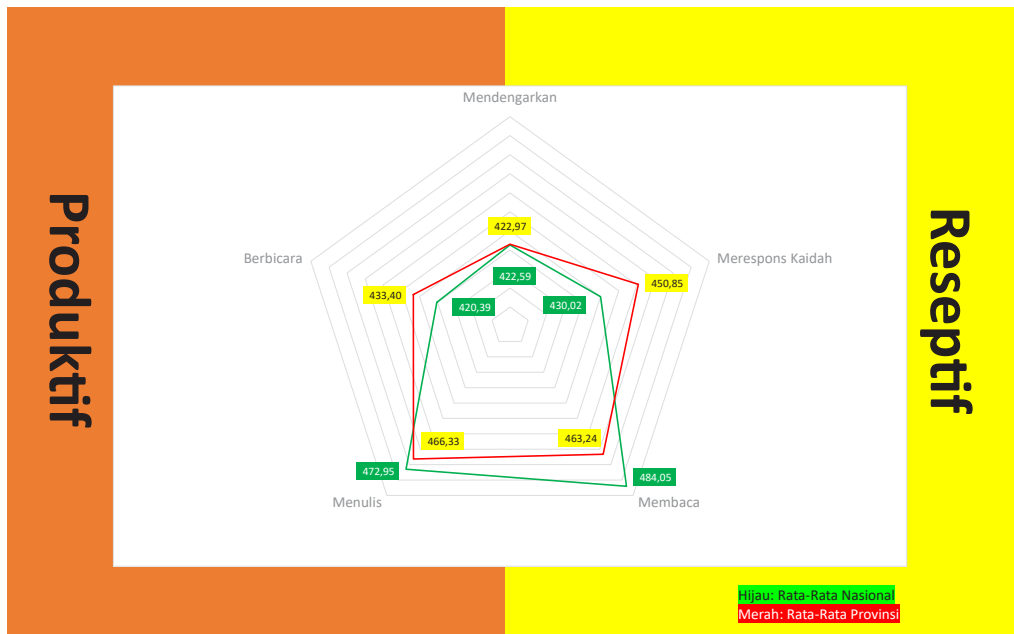 Mendengarkan
Produktif
Reseptif
422,97
Berbicara
Merespons Kaidah
422,59
450,85
433,40
420,39
430,02
466,33
463,24
472,95
484,05
Menulis
Membaca
Hijau: Rata-Rata Nasional
Merah: Rata-Rata Provinsi